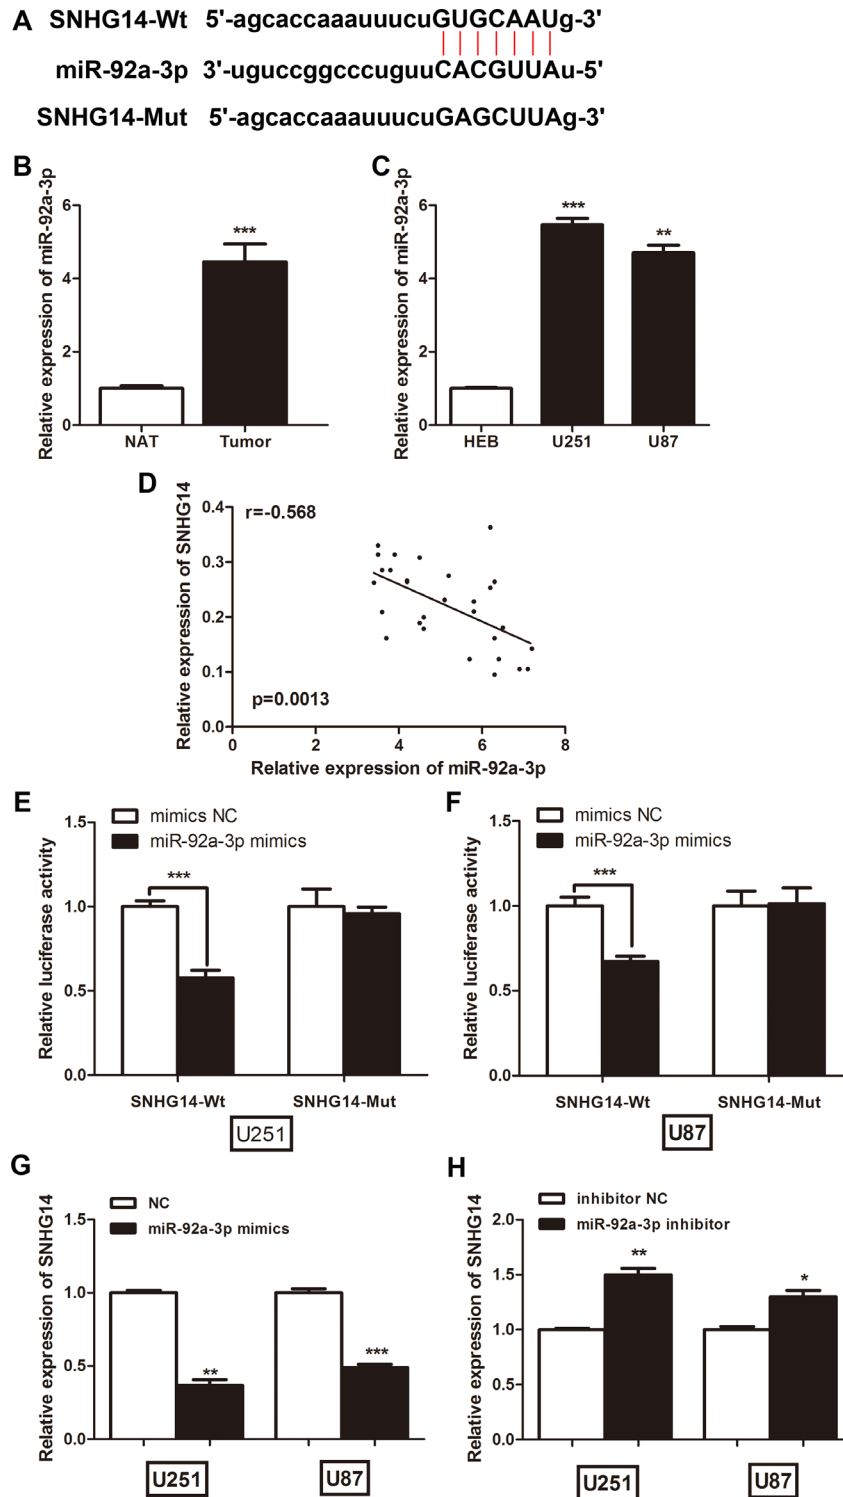 A SNHG14-Wt 5'-agcaccaaauuucuGUGCAAUg-3'
miR-92a-3p 3'-uguccggcccuguuCACGUUAu-5'
SNHG14-Mut 5'-agcaccaaauuucuGAGCUUAg-3'
B
Relative expression of miR-92a-3p
6
4
2
0
***
NAT Tumor
C
Relative expression of miR-92a-3p
6
4
2
0
***
**
HEB U251 U87
D
Relative expression of SNHG14
0.4
0.3
0.2
0.1
0.0
r=-0.568
p=0.0013
0 2 4 6 8
Relative expression of miR-92a-3p
E
mimics NC
miR-92a-3p mimics
Relative luciferase activity
1.5
1.0
0.5
0.0
***
SNHG14-Wt SNHG14-Mut
U251
F
mimics NC
miR-92a-3p mimics
Relative luciferase activity
1.5
1.0
0.5
0.0
***
SNHG14-Wt SNHG14-Mut
U87
G
NC
miR-92a-3p mimics
Relative expression of SNHG14
1.5
1.0
0.5
0.0
**
***
U251 U87
H
inhibitor NC
miR-92a-3p inhibitor
Relative expression of SNHG14
2.0
1.5
1.0
0.5
0.0
**
*
U251 U87